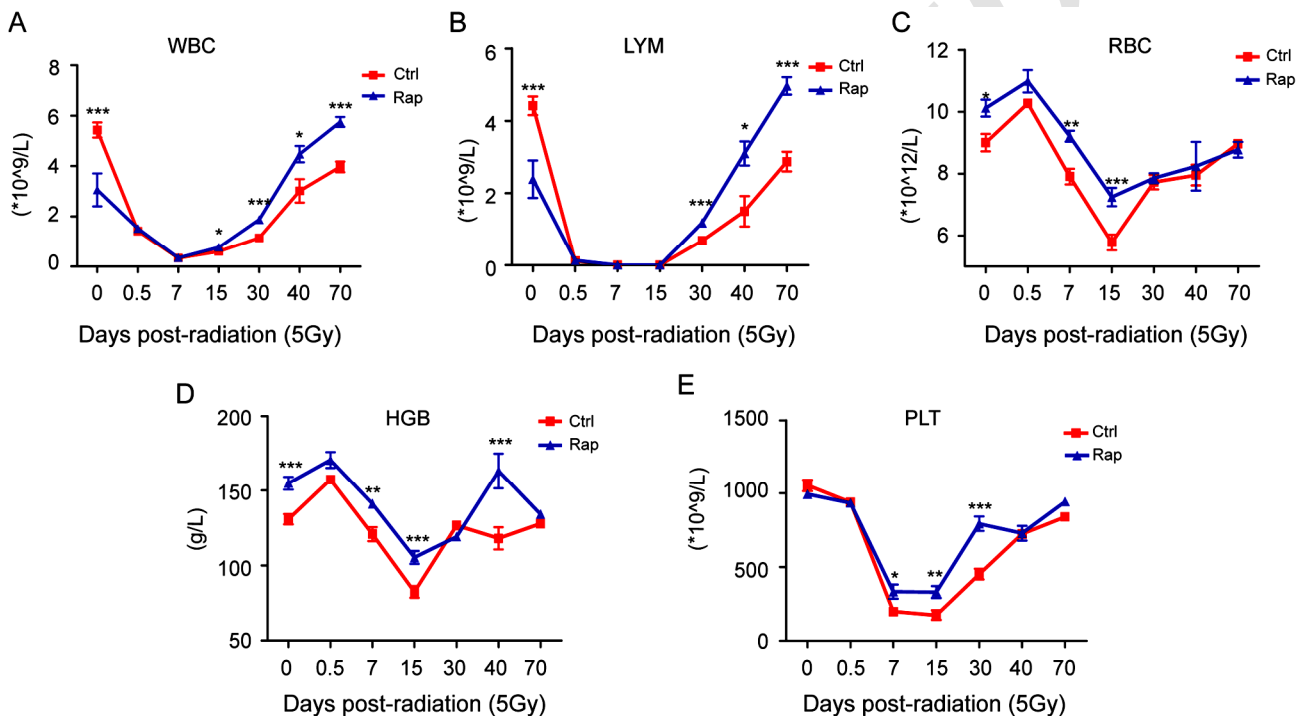 A
WBC
Ctrl
Rap
8
6
4
2
0
(*10^9/L)
***
*
***
*
***
0 0.5 7 15 30 40 70
Days post-radiation (5Gy)
B
LYM
Ctrl
Rap
6
4
2
0
(*10^9/L)
***
***
*
***
0 0.5 7 15 30 40 70
Days post-radiation (5Gy)
C
RBC
Ctrl
Rap
12
10
8
6
(*10^12/L)
*
**
***
0 0.5 7 15 30 40 70
Days post-radiation (5Gy)
D
HGB
Ctrl
Rap
200
150
100
50
(g/L)
***
**
***
***
0 0.5 7 15 30 40 70
Days post-radiation (5Gy)
E
PLT
Ctrl
Rap
1500
1000
500
0
(*10^9/L)
*
**
***
0 0.5 7 15 30 40 70
Days post-radiation (5Gy)